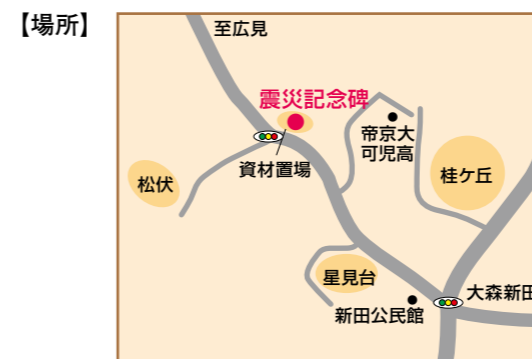 【場所】
至広見
震災記念碑
帝京大
可児高
資材置場
桂ケ丘
松伏
星見台
大森新田
新田公民館